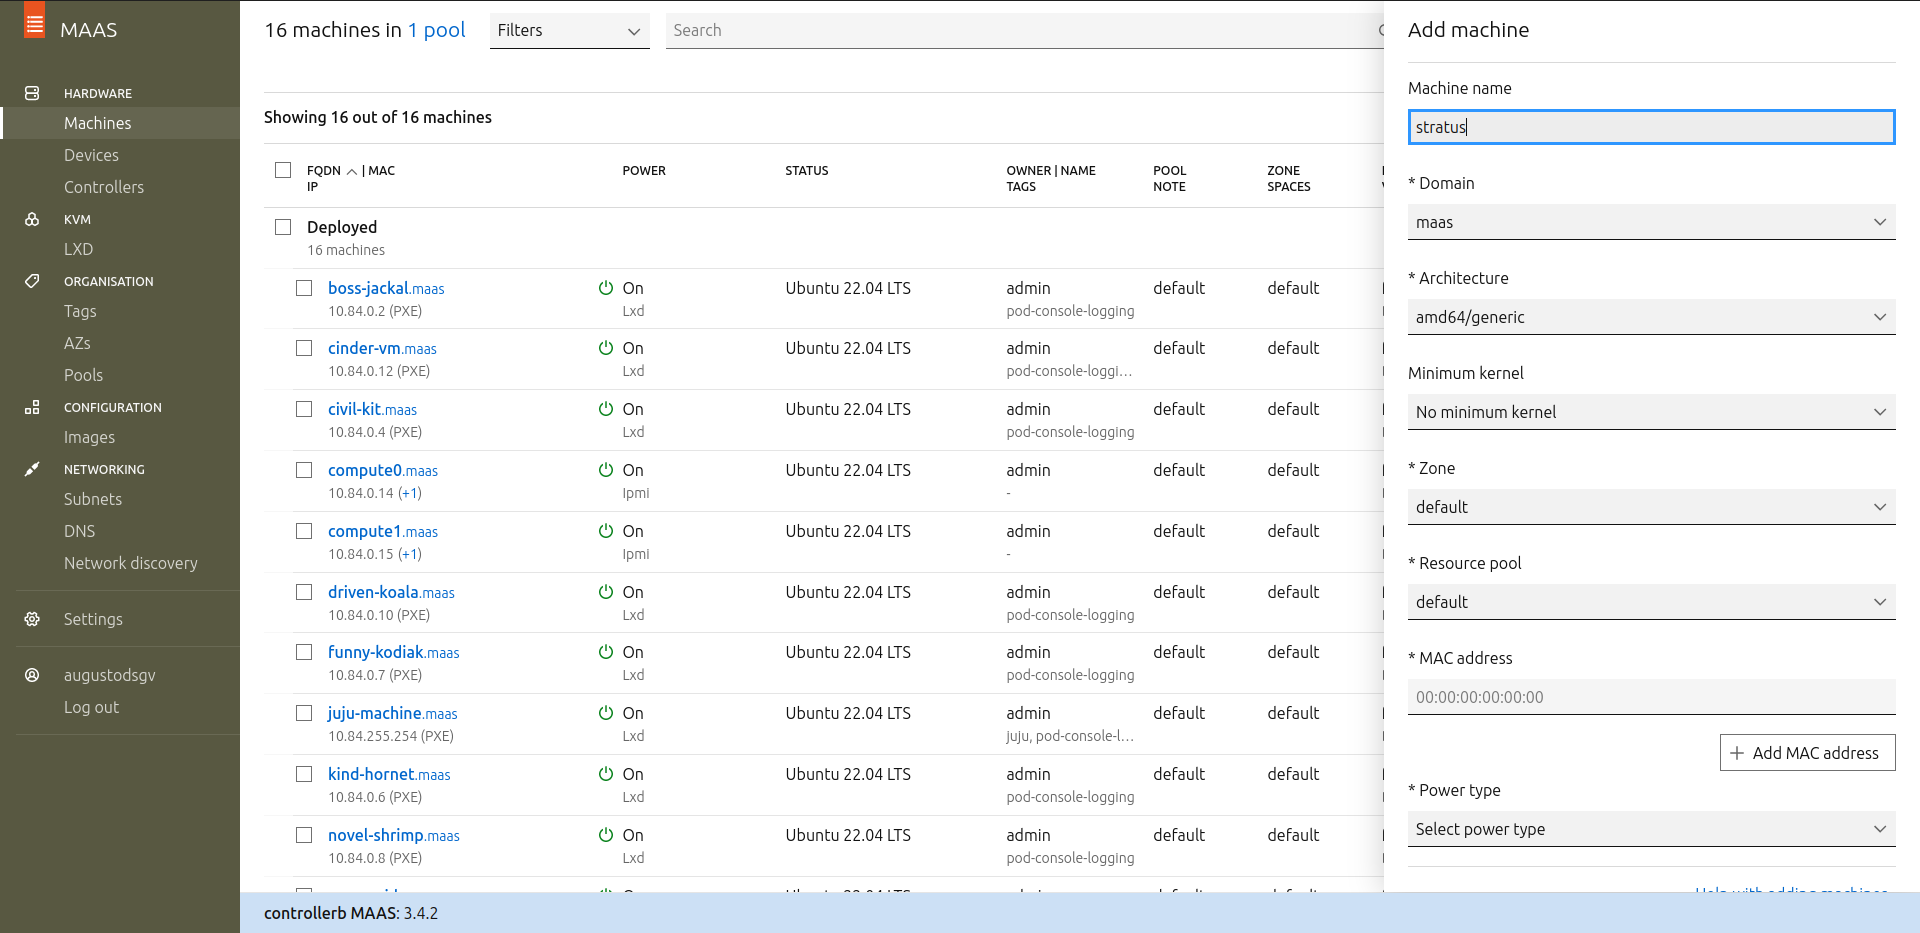 MAAS
HARDWARE
Machines
Devices
Controllers
KVM
LXD
ORGANISATION
Tags
AZs
Pools
CONFIGURATION
Images
NETWORKING
Subnets
DNS
Network discovery
Settings
augustodsgv
Log out
16 machines in 1 pool
Filters
Search
Showing 16 out of 16 machines
FQDN | MAC
IP
POWER
STATUS
OWNER | NAME
TAGS
POOL
NOTE
ZONE
SPACES
Deployed
16 machines
boss-jackal.maas On Ubuntu 22.04 LTS admin default default
10.84.0.2 (PXE) Lxd pod-console-logging
cinder-vm.maas On Ubuntu 22.04 LTS admin default default
10.84.0.12 (PXE) Lxd pod-console-loggi…
civil-kit.maas On Ubuntu 22.04 LTS admin default default
10.84.0.4 (PXE) Lxd pod-console-logging
compute0.maas On Ubuntu 22.04 LTS admin default default
10.84.0.14 (+1) Ipmi -
compute1.maas On Ubuntu 22.04 LTS admin default default
10.84.0.15 (+1) Ipmi -
driven-koala.maas On Ubuntu 22.04 LTS admin default default
10.84.0.10 (PXE) Lxd pod-console-logging
funny-kodiak.maas On Ubuntu 22.04 LTS admin default default
10.84.0.7 (PXE) Lxd pod-console-logging
juju-machine.maas On Ubuntu 22.04 LTS admin default default
10.84.255.254 (PXE) Lxd juju, pod-console-l…
kind-hornet.maas On Ubuntu 22.04 LTS admin default default
10.84.0.6 (PXE) Lxd pod-console-logging
novel-shrimp.maas On Ubuntu 22.04 LTS admin default default
10.84.0.8 (PXE) Lxd pod-console-logging
Add machine
Machine name
stratus
* Domain
maas
* Architecture
amd64/generic
Minimum kernel
No minimum kernel
* Zone
default
* Resource pool
default
* MAC address
00:00:00:00:00:00
Add MAC address
* Power type
Select power type
Help with adding machines
controllerb MAAS: 3.4.2